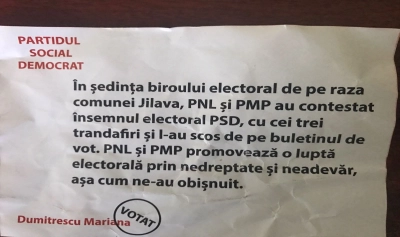 PARTIDUL
SOCIAL
DEMOCRAT
În ședința biroului electoral de pe raza
comunei Jilava, PNL și PMP au contestat
însemnul electoral PSD, cu cei trei
trandafiri și l-au scos de pe buletinul de
vot. PNL și PMP promovează o luptă
electorală prin nedreptate și neadevăr,
așa cum ne-au obișnuit.
Dumitrescu Mariana
VOTAT